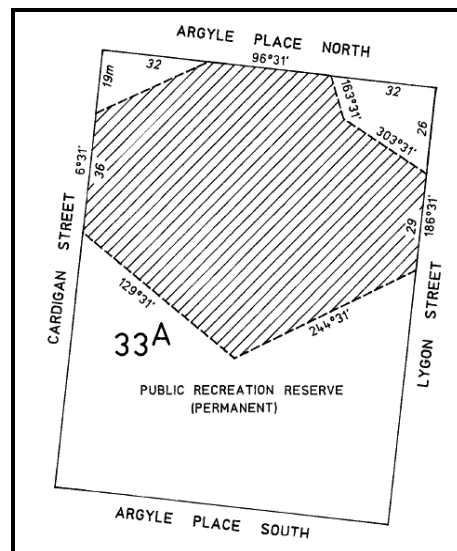 ARGYLE PLACE NORTH
96°31'
32
32
19m
163°31'
26
303°31'
6°31'
36
29
186°31'
CARDIGAN STREET
129°31'
244°31'
LYGON STREET
33A
PUBLIC RECREATION RESERVE
(PERMANENT)
ARGYLE PLACE SOUTH